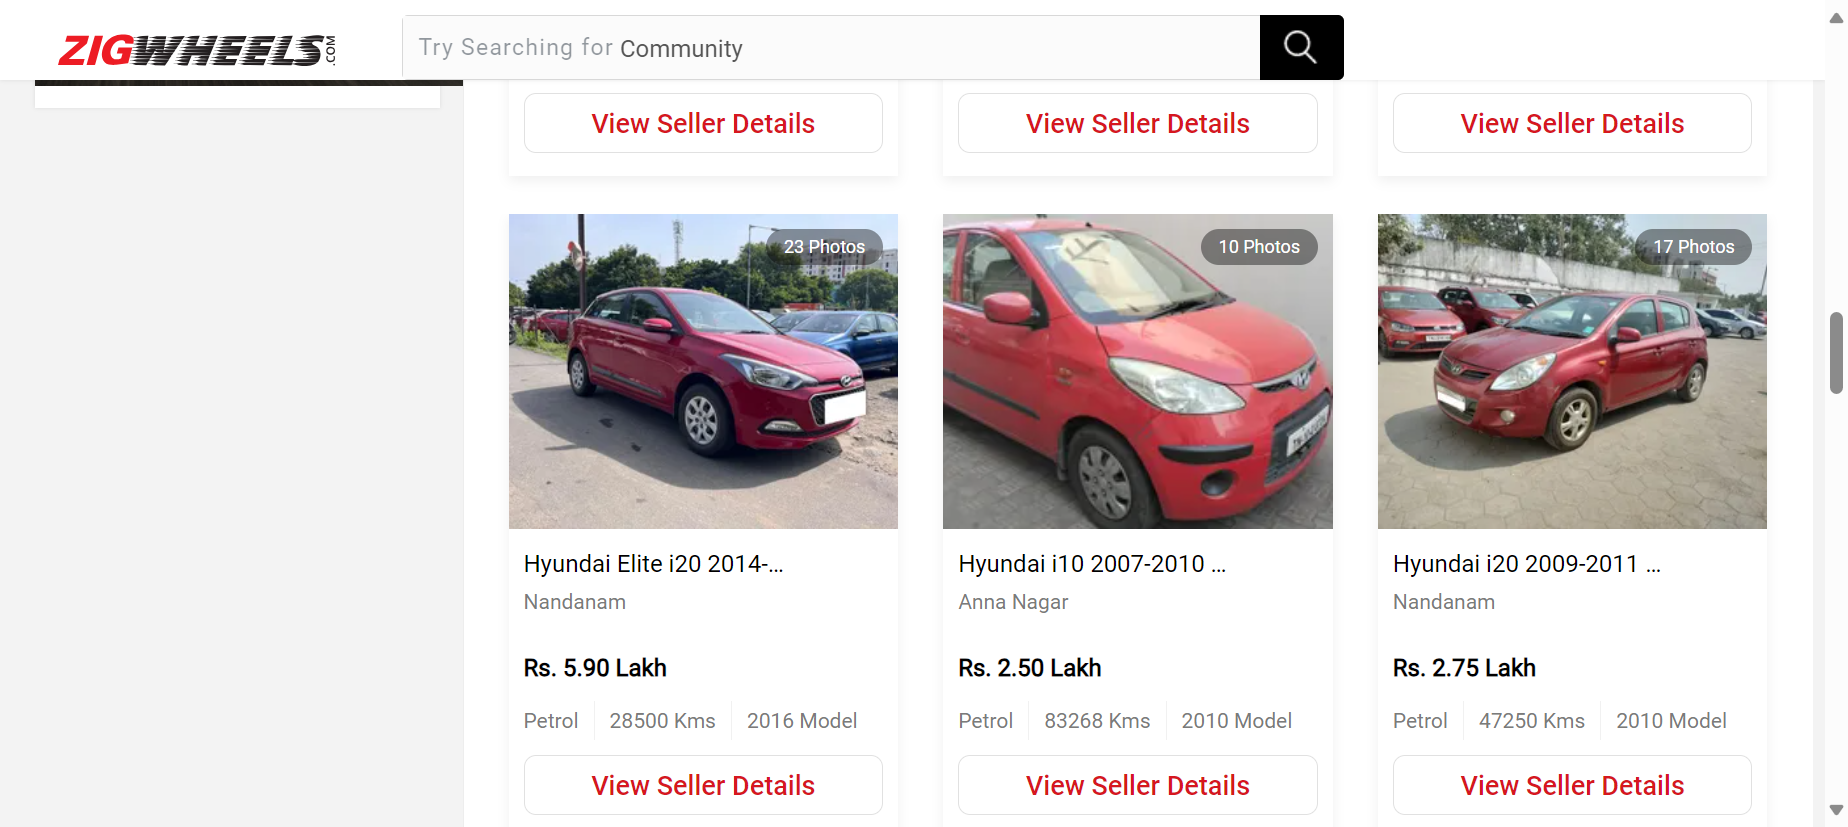 ZIGWHEELS.COM
Try Searching for Community
View Seller Details
View Seller Details
View Seller Details
23 Photos
10 Photos
17 Photos
Hyundai Elite i20 2014-...
Nandanam
Rs. 5.90 Lakh
Petrol
28500 Kms
2016 Model
View Seller Details
Hyundai i10 2007-2010 ...
Anna Nagar
Rs. 2.50 Lakh
Petrol
83268 Kms
2010 Model
View Seller Details
Hyundai i20 2009-2011 ...
Nandanam
Rs. 2.75 Lakh
Petrol
47250 Kms
2010 Model
View Seller Details